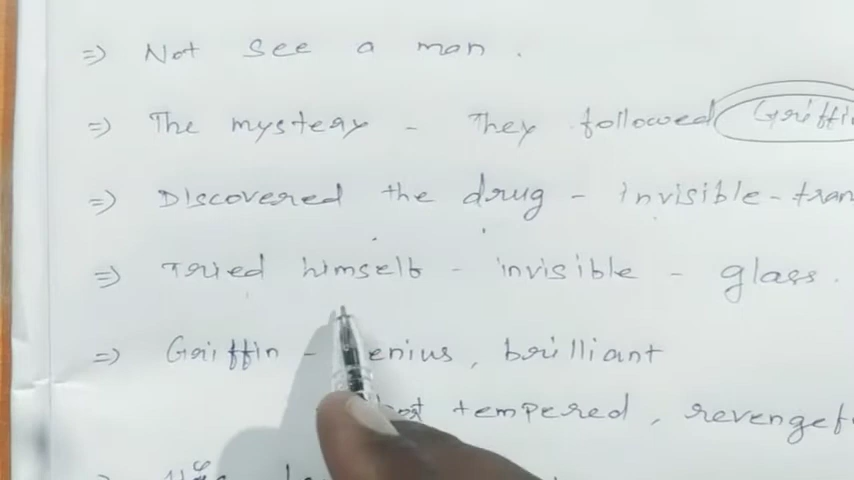 ⇒ Not see a man.
⇒ The mystery - They followed Griffin
⇒ Discovered the drug - invisible - tran
⇒ Tried himself - invisible - glass.
⇒ Griffin - enius, brilliant
tempered, revengef